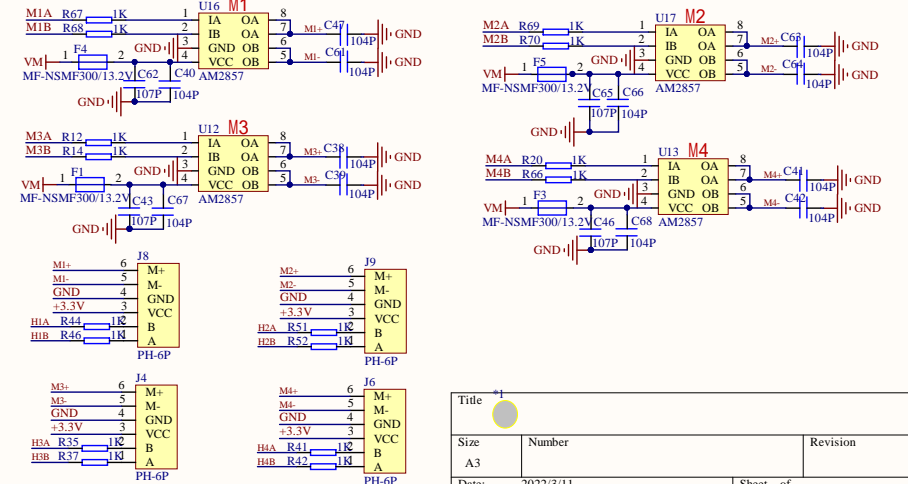 U16 M1
M1A R67 1K 1 IA OA 8
M1B R68 1K 2 IB OA 7 M1+ C47
GND 3 GND OB 6 104P GND
F4
VM 1 2 4 VCC OB 5 M1- C61
MF-NSMF300/13.2V C62 C40 AM2857 104P
107P 104P
GND
U17 M2
M2A R69 1K 1 IA OA 8
M2B R70 1K 2 IB OA 7 M2+ C63
GND 3 GND OB 6 104P GND
F5
VM 1 2 4 VCC OB 5 M2- C64
MF-NSMF300/13.2V C65 C66 AM2857 104P
107P 104P
GND
U12 M3
M3A R12 1K 1 IA OA 8
M3B R14 1K 2 IB OA 7 M3+ C38
GND 3 GND OB 6 104P GND
F1
VM 1 2 4 VCC OB 5 M3- C39
MF-NSMF300/13.2V C43 C67 AM2857 104P
107P 104P
GND
U13 M4
M4A R20 1K 1 IA OA 8
M4B R66 1K 2 IB OA 7 M4+ C41
GND 3 GND OB 6 104P GND
F3
VM 1 2 4 VCC OB 5 M4- C42
MF-NSMF300/13.2V C46 C68 AM2857 104P
107P 104P
GND
J8
M1+ 6 M+
M1- 5 M-
GND 4 GND
+3.3V 3 VCC
H1A R44 1K 2 B
H1B R46 1K 1 A
PH-6P
J9
M2+ 6 M+
M2- 5 M-
GND 4 GND
+3.3V 3 VCC
H2A R51 1K 2 B
H2B R52 1K 1 A
PH-6P
J4
M3+ 6 M+
M3- 5 M-
GND 4 GND
+3.3V 3 VCC
H3A R35 1K 2 B
H3B R37 1K 1 A
PH-6P
J6
M4+ 6 M+
M4- 5 M-
GND 4 GND
+3.3V 3 VCC
H4A R41 1K 2 B
H4B R42 1K 1 A
PH-6P
Title *1
Size Number Revision
A3
Date: 2022/3/11 Sheet of